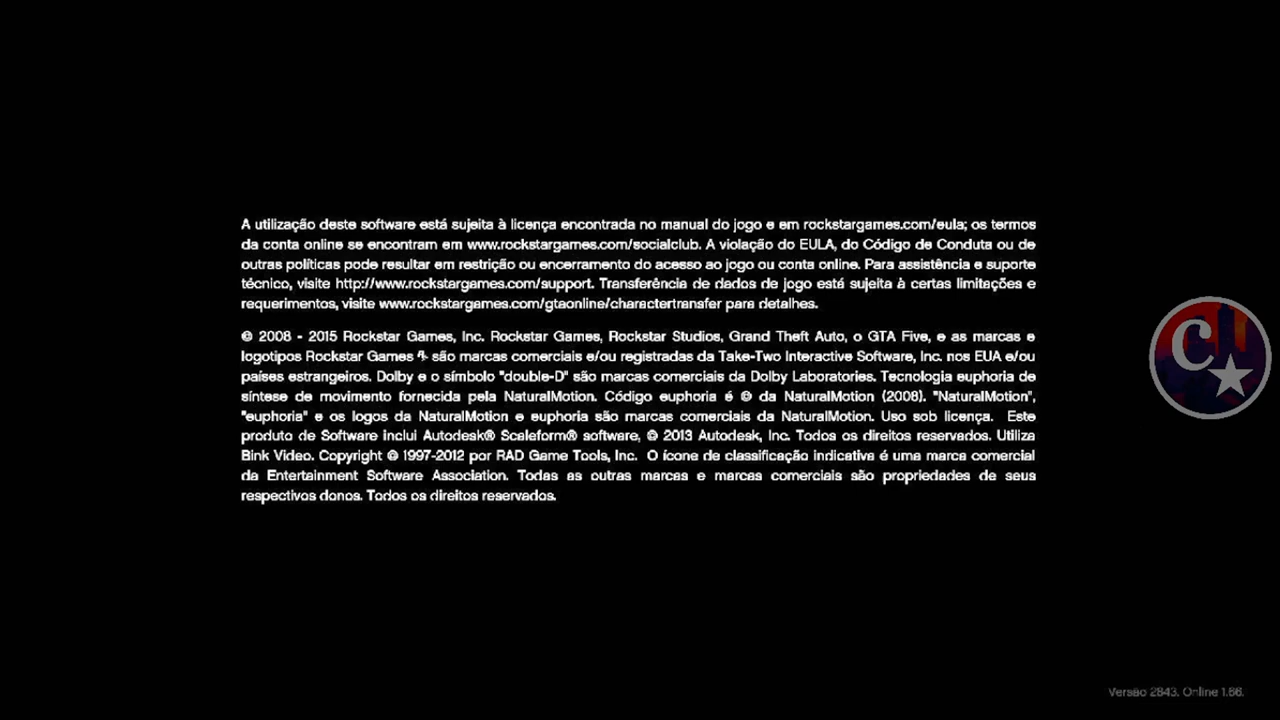 A utilização deste software está sujeita à licença encontrada no manual do jogo e em rockstargames.com/eula; os termos
da conta online se encontram em www.rockstargames.com/socialclub. A violação do EULA, do Código de Conduta ou de
outras políticas pode resultar em restrição ou encerramento do acesso ao jogo ou conta online. Para assistência e suporte
técnico, visite http://www.rockstargames.com/support. Transferência de dados de jogo está sujeita à certas limitações e
requerimentos, visite www.rockstargames.com/gtaonline/charactertransfer para detalhes.
© 2008 - 2015 Rockstar Games, Inc. Rockstar Games, Rockstar Studios, Grand Theft Auto, o GTA Five, e as marcas e
logotipos Rockstar Games são marcas comerciais e/ou registradas da Take-Two Interactive Software, Inc. nos EUA e/ou
países estrangeiros. Dolby e o símbolo "double-D" são marcas comerciais da Dolby Laboratories. Tecnologia euphoria de
síntese de movimento fornecida pela NaturalMotion. Código euphoria é © da NaturalMotion (2008). "NaturalMotion",
"euphoria" e os logos da NaturalMotion e euphoria são marcas comerciais da NaturalMotion. Uso sob licença. Este
produto de Software inclui Autodesk® Scaleform® software, © 2013 Autodesk, Inc. Todos os direitos reservados. Utiliza
Bink Video. Copyright © 1997-2012 por RAD Game Tools, Inc. O ícone de classificação indicativa é uma marca comercial
da Entertainment Software Association. Todas as outras marcas e marcas comerciais são propriedades de seus
respectivos donos. Todos os direitos reservados.
C
Versão 2843. Online 1.66.